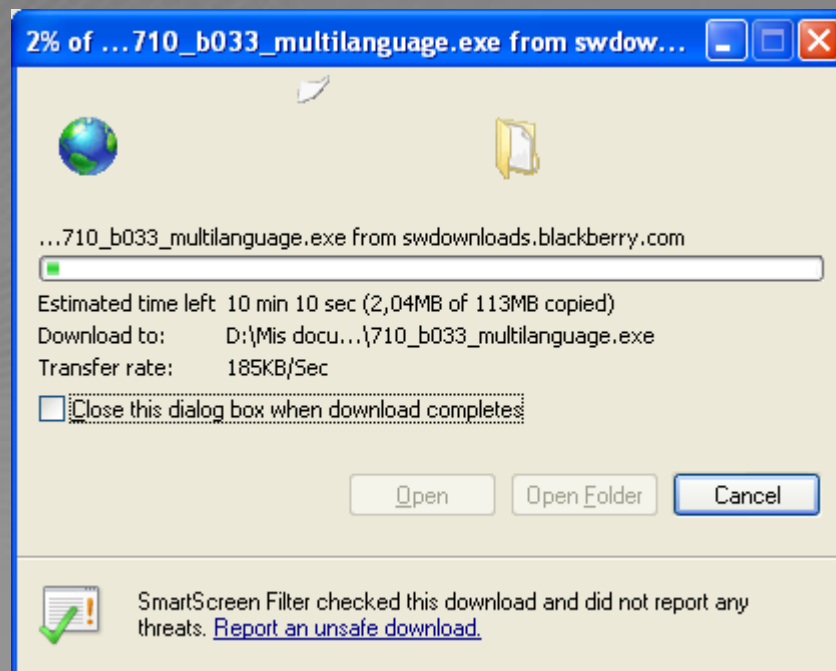 2% of ...710_b033_multilanguage.exe from swdow...
...710_b033_multilanguage.exe from swdownloads.blackberry.com
Estimated time left 10 min 10 sec (2,04MB of 113MB copied)
Download to: D:\Mis docu...\710_b033_multilanguage.exe
Transfer rate: 185KB/Sec
Close this dialog box when download completes
Open Open Folder Cancel
SmartScreen Filter checked this download and did not report any
threats. Report an unsafe download.